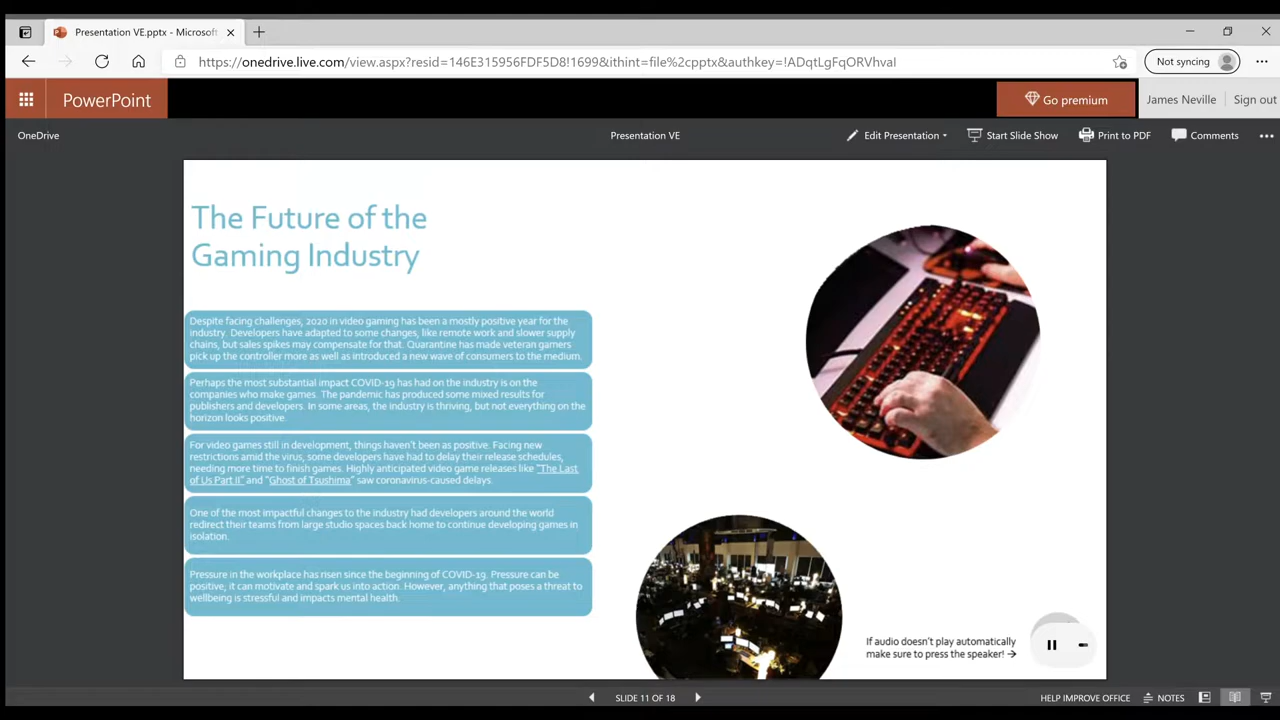 Presentation VE.pptx - Microsoft
https://onedrive.live.com/view.aspx?resid=146E315956FDF5D8!1699&ithint=file%2cpptx&authkey=!ADqtLgFqORVhvaI
Not syncing
PowerPoint
Go premium
James Neville
Sign out
OneDrive
Presentation VE
Edit Presentation
Start Slide Show
Print to PDF
Comments
The Future of the
Gaming Industry
Despite facing challenges, 2020 in video gaming has been a mostly positive year for the
industry. Developers have adapted to some changes, like remote work and slower supply
chains, but sales spikes may compensate for that. Quarantine has made veteran gamers
pick up the controller more as well as introduced a new wave of consumers to the medium.
Perhaps the most substantial impact COVID-19 has had on the industry is on the
companies who make games. The pandemic has produced some mixed results for
publishers and developers. In some areas, the industry is thriving, but not everything on the
horizon looks positive.
For video games still in development, things haven't been as positive. Facing new
restrictions amid the virus, some developers have had to delay their release schedules,
needing more time to finish games. Highly anticipated video game releases like "The Last
of Us Part II" and "Ghost of Tsushima" saw coronavirus-caused delays.
One of the most impactful changes to the industry had developers around the world
redirect their teams from large studio spaces back home to continue developing games in
isolation.
Pressure in the workplace has risen since the beginning of COVID-19. Pressure can be
positive; it can motivate and spark us into action. However, anything that poses a threat to
wellbeing is stressful and impacts mental health.
If audio doesn't play automatically
make sure to press the speaker! →
SLIDE 11 OF 18
HELP IMPROVE OFFICE
NOTES